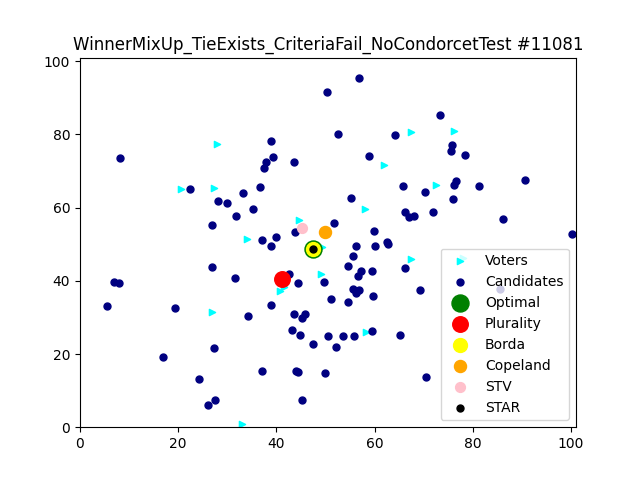 WinnerMixUp_TieExists_CriteriaFail_NoCondorcetTest #11081
100
80
60
40
20
0
0 20 40 60 80 100
Voters
Candidates
Optimal
Plurality
Borda
Copeland
STV
STAR